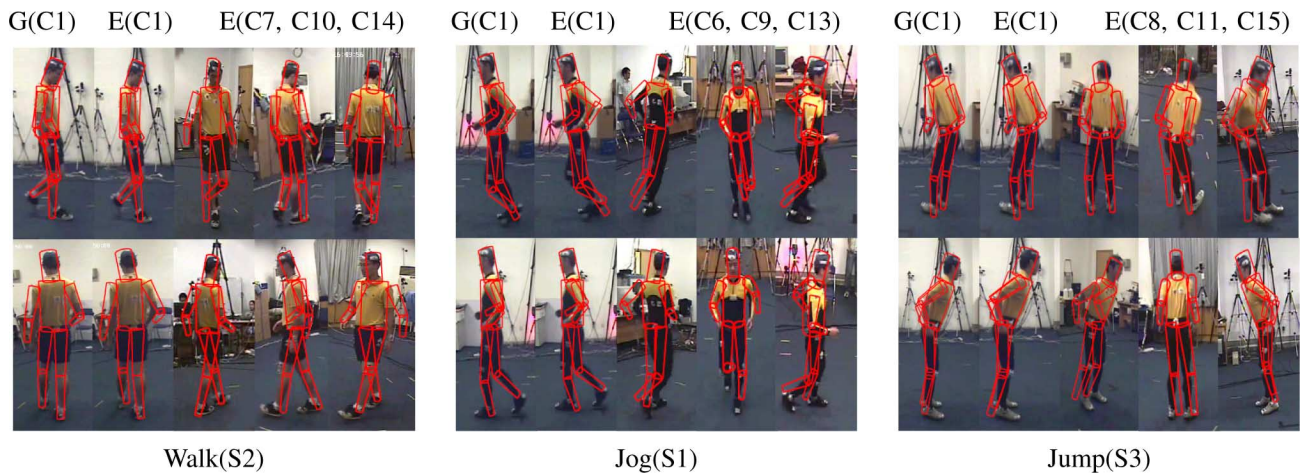 G(C1) E(C1) E(C7, C10, C14) G(C1) E(C1) E(C6, C9, C13) G(C1) E(C1) E(C8, C11, C15)
Walk(S2) Jog(S1) Jump(S3)